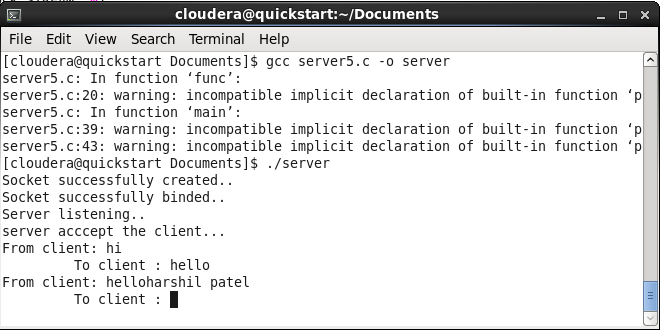 cloudera@quickstart:~/Documents
File Edit View Search Terminal Help
[cloudera@quickstart Documents]$ gcc server5.c -o server
server5.c: In function ‘func’:
server5.c:20: warning: incompatible implicit declaration of built-in function ‘p
server5.c: In function ‘main’:
server5.c:39: warning: incompatible implicit declaration of built-in function ‘p
server5.c:43: warning: incompatible implicit declaration of built-in function ‘p
[cloudera@quickstart Documents]$ ./server
Socket successfully created..
Socket successfully binded..
Server listening..
server acccept the client...
From client: hi
To client : hello
From client: helloharshil patel
To client :